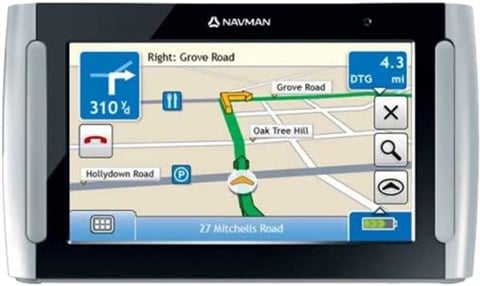 NAVMAN
Right: Grove Road
4.3
DTG mi
310 Yd
Grove Road
Oak Tree Hill
Hollydown Road
P
27 Mitchells Road